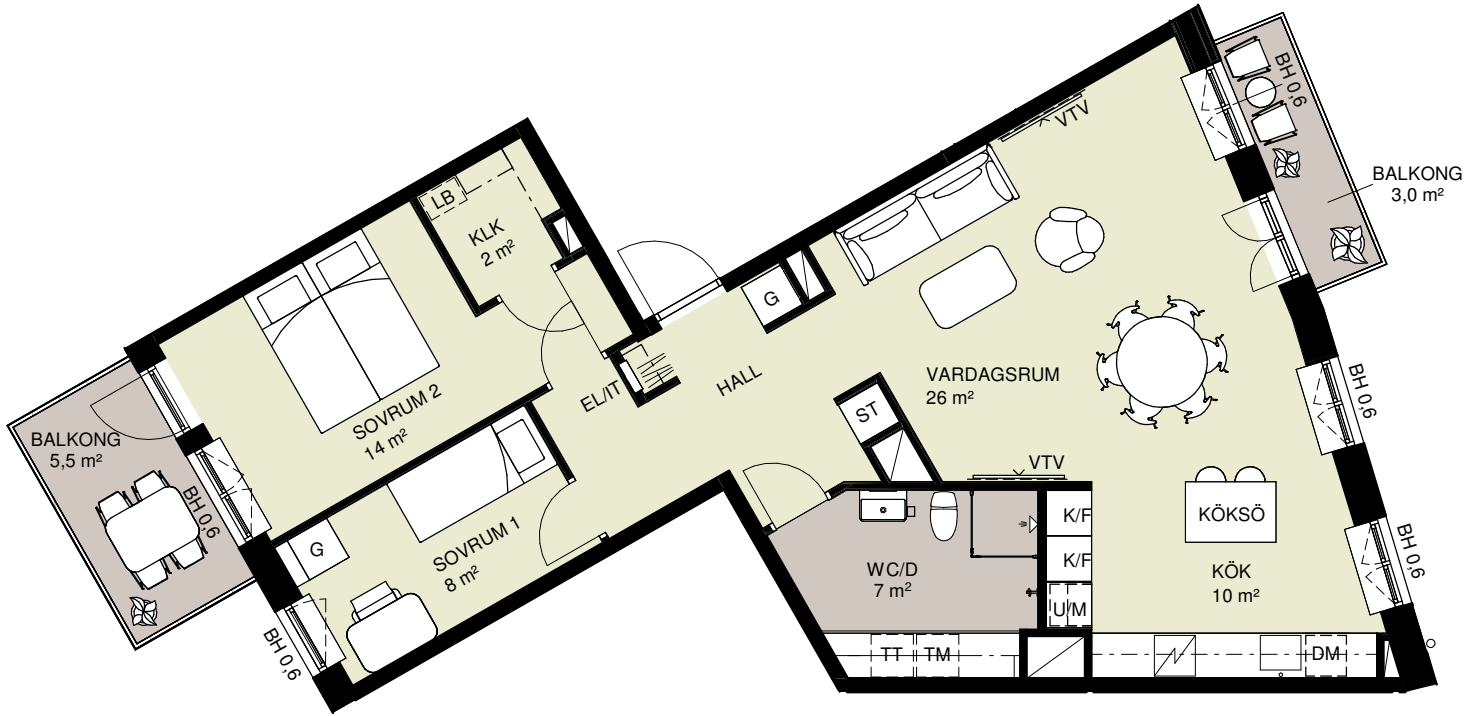 BH 0,6
VTV
BALKONG
3,0 m²
LB
KLK
2 m²
G
HALL
EL/IT
VARDAGSRUM
26 m²
BH 0,6
SOVRUM 2
14 m²
ST
BALKONG
5,5 m²
BH 0,6
VTV
G
SOVRUM 1
8 m²
BH 0,6
WC/D
7 m²
K/F
K/F
U/M
KÖKSÖ
KÖK
10 m²
BH 0,6
TT
TM
DM